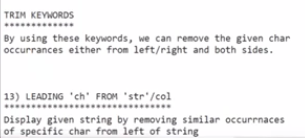 TRIM KEYWORDS
*************
By using these keywords, we can remove the given char
occurrances either from left/right and both sides.
13) LEADING 'ch' FROM 'str'/col
*******************************
Display given string by removing similar occurrnaces
of specific char from left of string